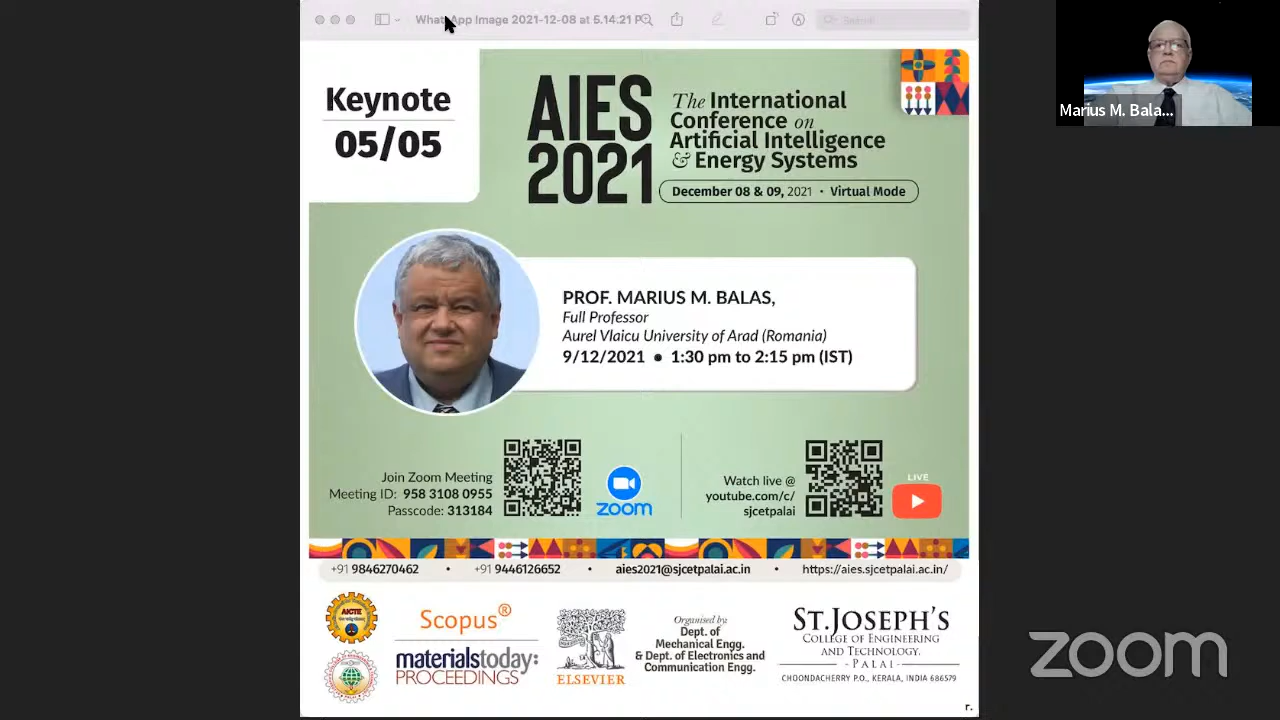 WhatsApp Image 2021-12-08 at 5.14.21 P
Search
Marius M. Bala...
Keynote
05/05
AIES
2021
The International
Conference on
Artificial Intelligence
& Energy Systems
December 08 & 09, 2021 • Virtual Mode
PROF. MARIUS M. BALAS,
Full Professor
Aurel Vlaicu University of Arad (Romania)
9/12/2021 ● 1:30 pm to 2:15 pm (IST)
Join Zoom Meeting
Meeting ID: 958 3108 0955
Passcode: 313184
zoom
Watch live @
youtube.com/c/
sjcetpalai
LIVE
+91 9846270462 • +91 9446126652 • aies2021@sjcetpalai.ac.in • https://aies.sjcetpalai.ac.in/
AICTE
Scopus®
materialstoday:
PROCEEDINGS
ELSEVIER
Organised by
Dept. of
Mechanical Engg.
& Dept. of Electronics and
Communication Engg.
ST.JOSEPH'S
COLLEGE OF ENGINEERING
AND TECHNOLOGY,
- PALAI -
CHOONDACHERRY P.O., KERALA, INDIA 686579
r.
zoom